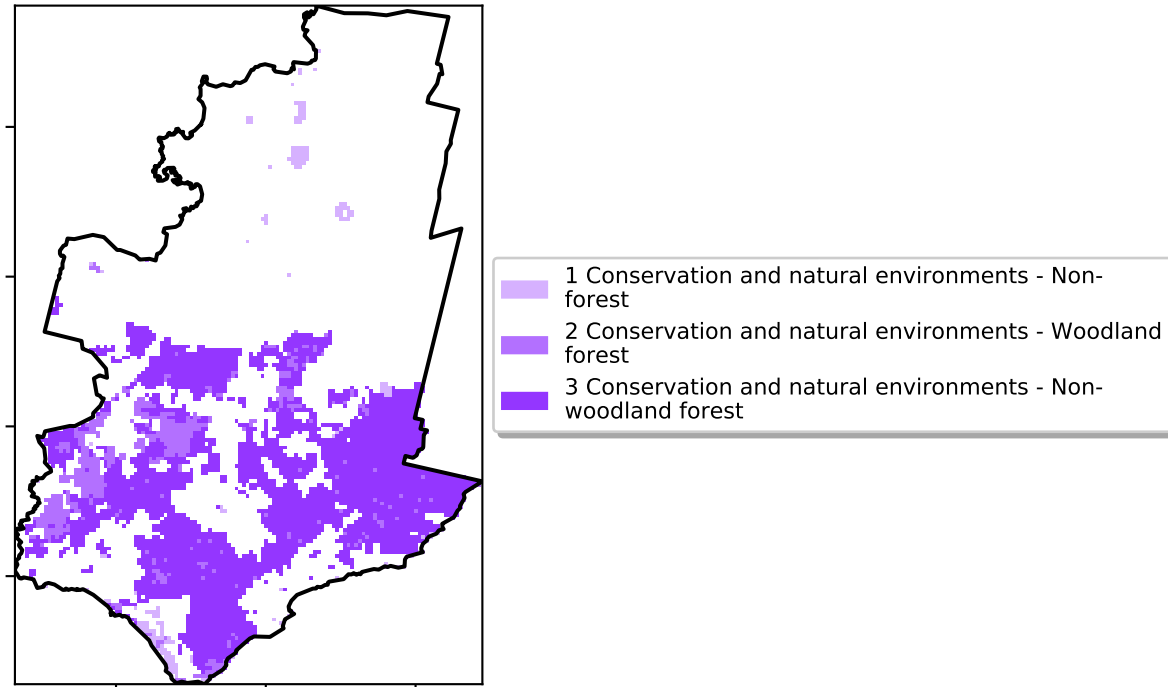 1 Conservation and natural environments - Non-
forest
2 Conservation and natural environments - Woodland
forest
3 Conservation and natural environments - Non-
woodland forest